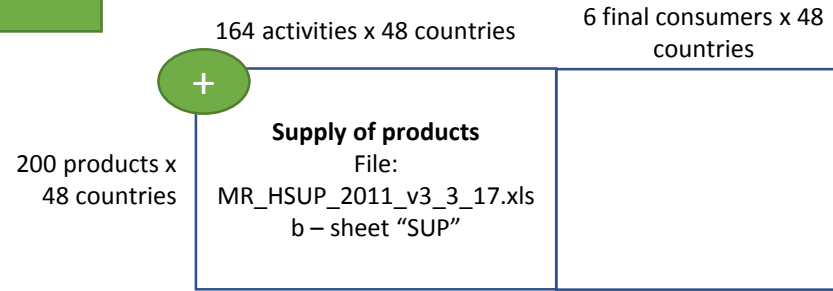 164 activities x 48 countries
6 final consumers x 48
countries
+
Supply of products
File:
MR_HSUP_2011_v3_3_17.xls
b – sheet “SUP”
200 products x
48 countries